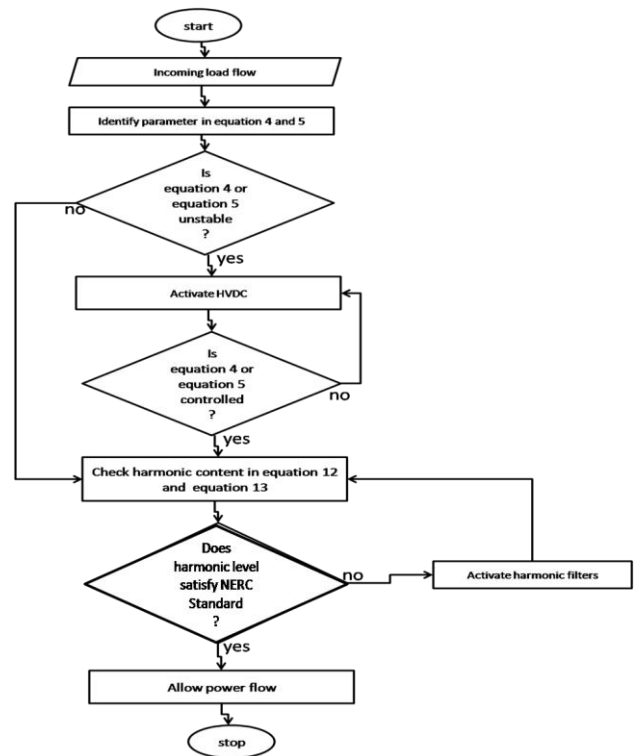 start
Incoming load flow
Identify parameter in equation 4 and 5
Is
equation 4 or
equation 5
unstable
?
no
yes
Activate HVDC
Is
equation 4 or
equation 5
controlled
?
no
yes
Check harmonic content in equation 12
and equation 13
Does
harmonic level
satisfy NERC
Standard
?
no
Activate harmonic filters
yes
Allow power flow
stop